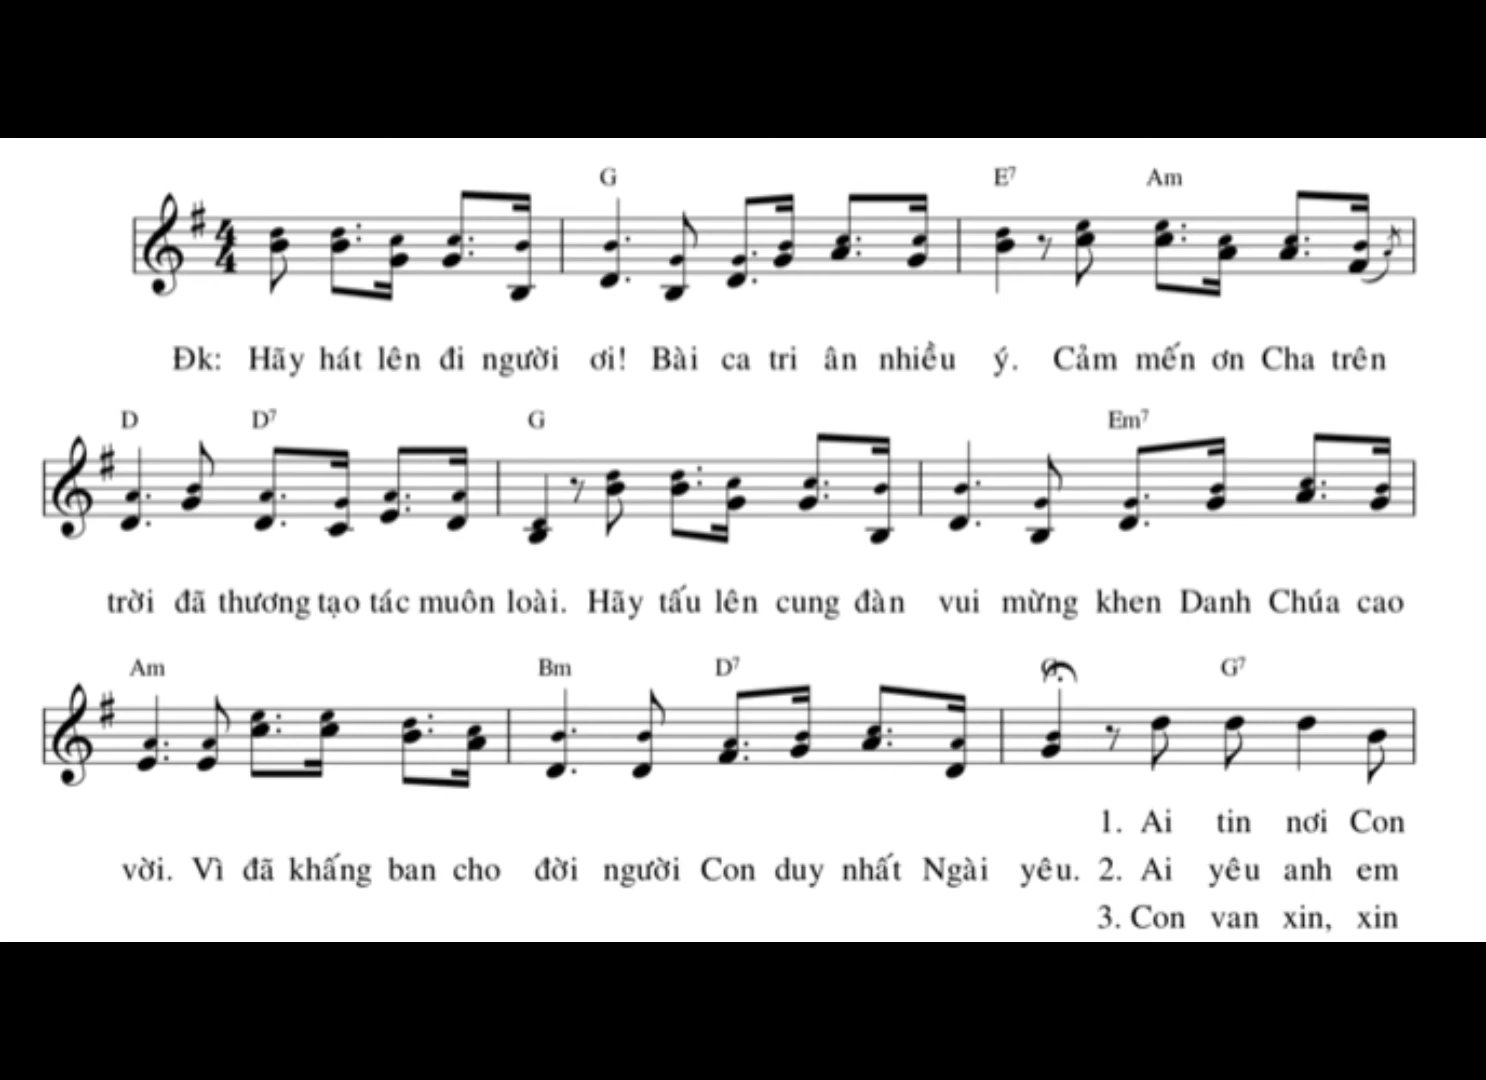 G E7 Am
4
4
Đk: Hãy hát lên đi người ơi! Bài ca tri ân nhiều ý. Cảm mến ơn Cha trên
D D7 G Em7
trời đã thương tạo tác muôn loài. Hãy tấu lên cung đàn vui mừng khen Danh Chúa cao
Am Bm D7 G G7
1. Ai tin nơi Con
vời. Vì đã khấng ban cho đời người Con duy nhất Ngài yêu. 2. Ai yêu anh em
3. Con van xin, xin